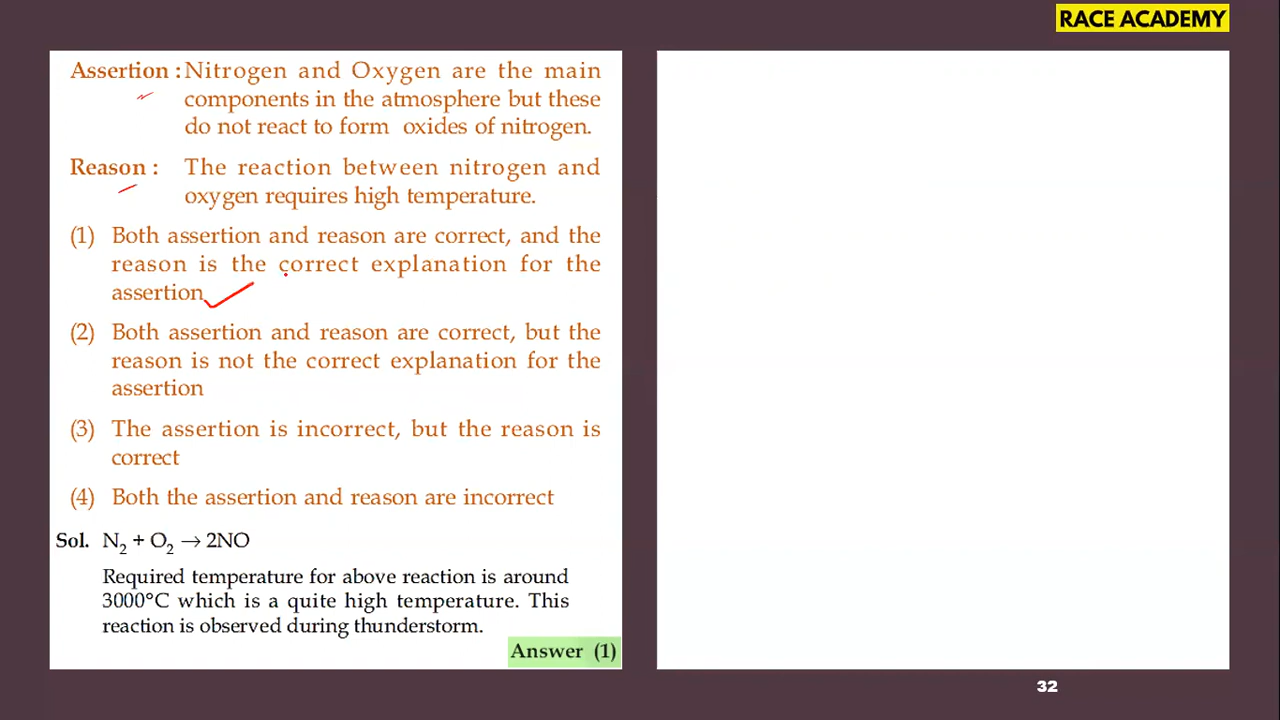 RACE ACADEMY
Assertion : Nitrogen and Oxygen are the main
components in the atmosphere but these
do not react to form oxides of nitrogen.
Reason : The reaction between nitrogen and
oxygen requires high temperature.
(1) Both assertion and reason are correct, and the
reason is the correct explanation for the
assertion
(2) Both assertion and reason are correct, but the
reason is not the correct explanation for the
assertion
(3) The assertion is incorrect, but the reason is
correct
(4) Both the assertion and reason are incorrect
Sol. N₂ + O₂ → 2NO
Required temperature for above reaction is around
3000°C which is a quite high temperature. This
reaction is observed during thunderstorm.
Answer (1)
32